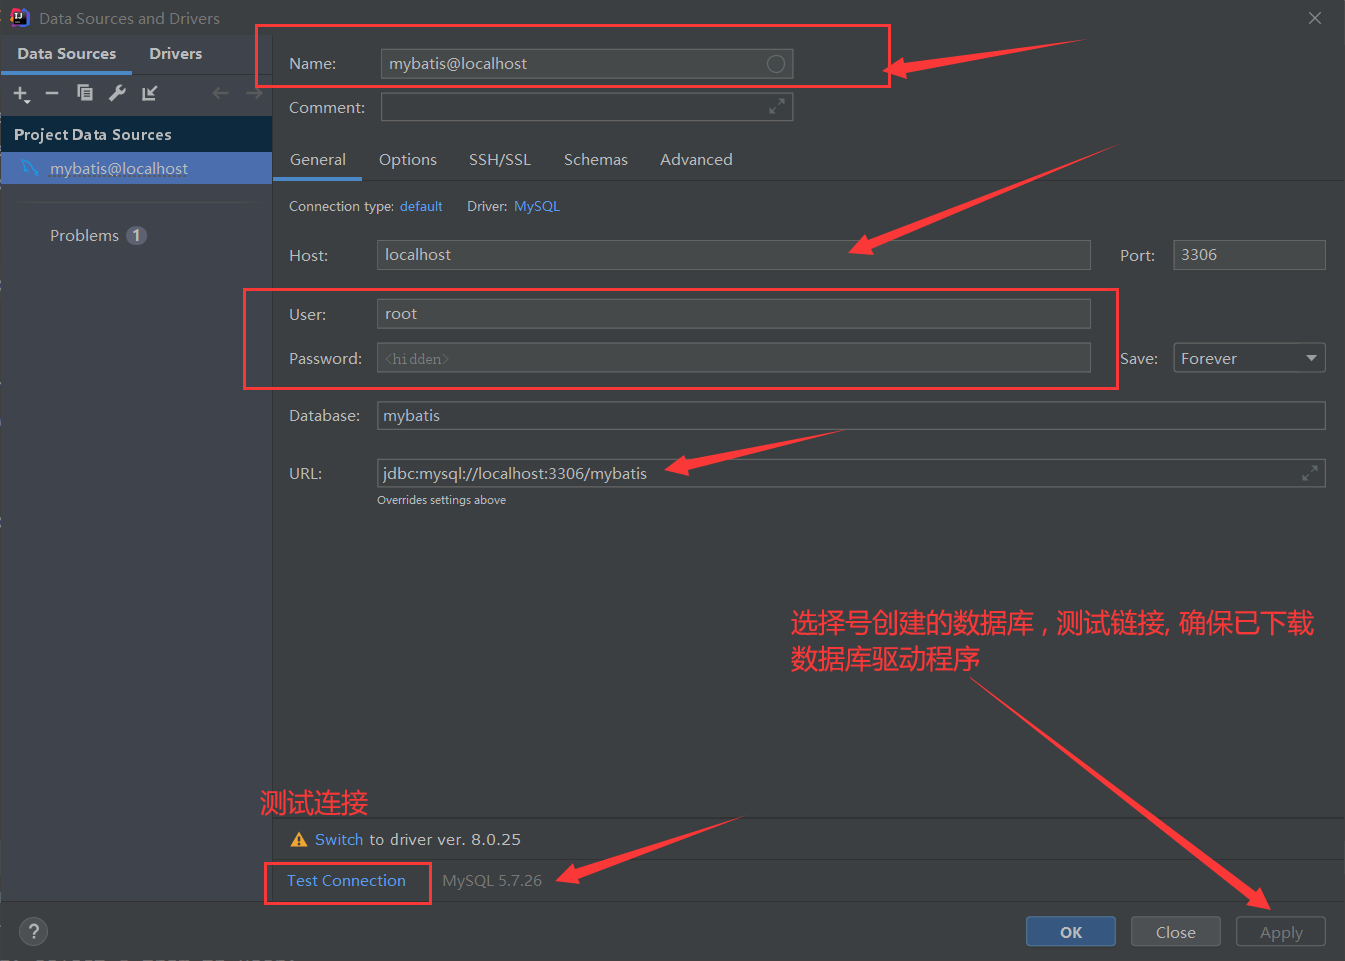 Data Sources and Drivers
Data Sources
Drivers
Project Data Sources
mybatis@localhost
Problems 1
Name: mybatis@localhost
Comment:
General Options SSH/SSL Schemas Advanced
Connection type: default Driver: MySQL
Host: localhost Port: 3306
User: root
Password: <hidden> Save: Forever
Database: mybatis
URL: jdbc:mysql://localhost:3306/mybatis
Overrides settings above
选择号创建的数据库，测试链接, 确保已下载
数据库驱动程序
测试连接
Switch to driver ver. 8.0.25
Test Connection MySQL 5.7.26
?
OK Close Apply